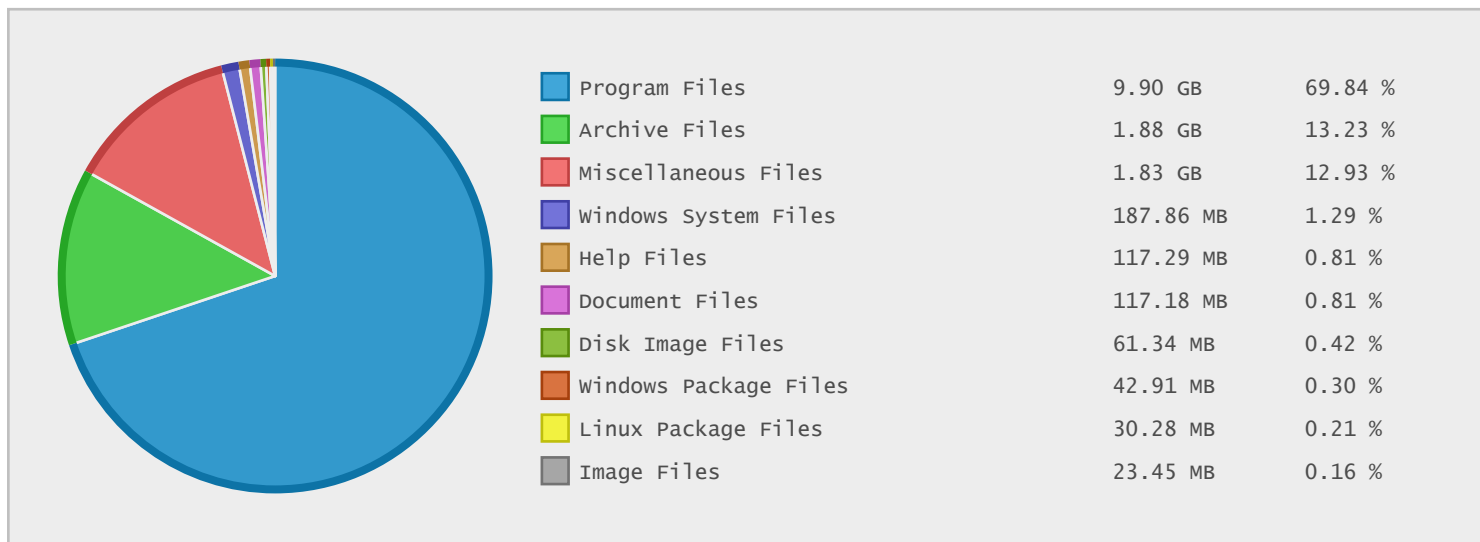 Program Files 9.90 GB 69.84 %
Archive Files 1.88 GB 13.23 %
Miscellaneous Files 1.83 GB 12.93 %
Windows System Files 187.86 MB 1.29 %
Help Files 117.29 MB 0.81 %
Document Files 117.18 MB 0.81 %
Disk Image Files 61.34 MB 0.42 %
Windows Package Files 42.91 MB 0.30 %
Linux Package Files 30.28 MB 0.21 %
Image Files 23.45 MB 0.16 %